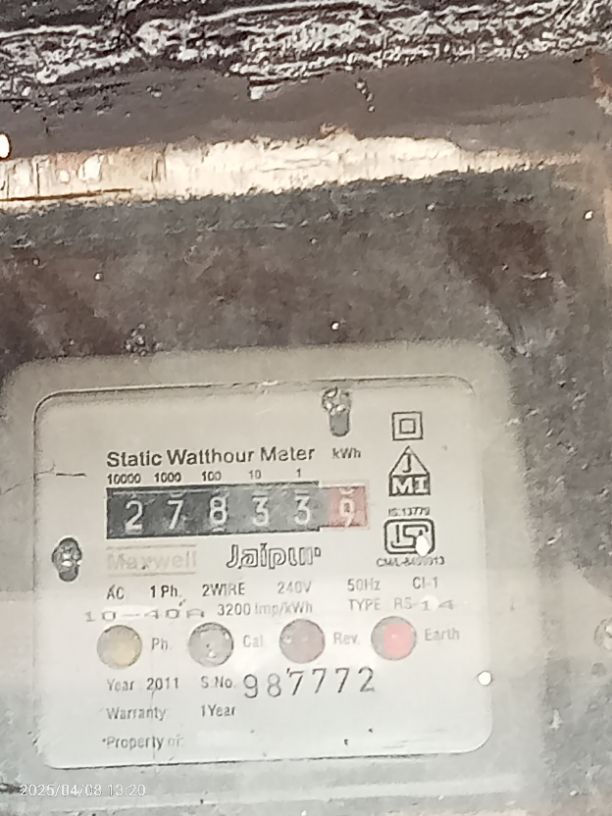 Static Watthour Meter kWh
10000 1000 100 10 1
2 7 8 3 3 9
J
MI
IS:13779
Maxwell Jaipur
AC 1 Ph. 2WIRE 240V 50Hz Cl-1
10-40A 3200 Imp/kWh TYPE RS-14
Ph. Cal. Rev. Earth
Year 2011 S.No. 987772
Warranty 1Year
*Property of:
2025/04/08 13:20